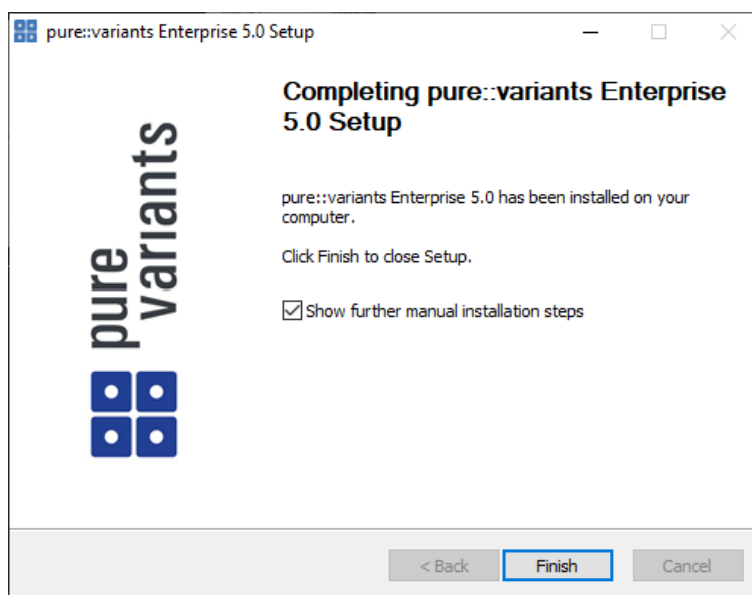 pure::variants Enterprise 5.0 Setup
Completing pure::variants Enterprise
5.0 Setup
pure
variants
pure::variants Enterprise 5.0 has been installed on your
computer.
Click Finish to close Setup.
Show further manual installation steps
< Back
Finish
Cancel